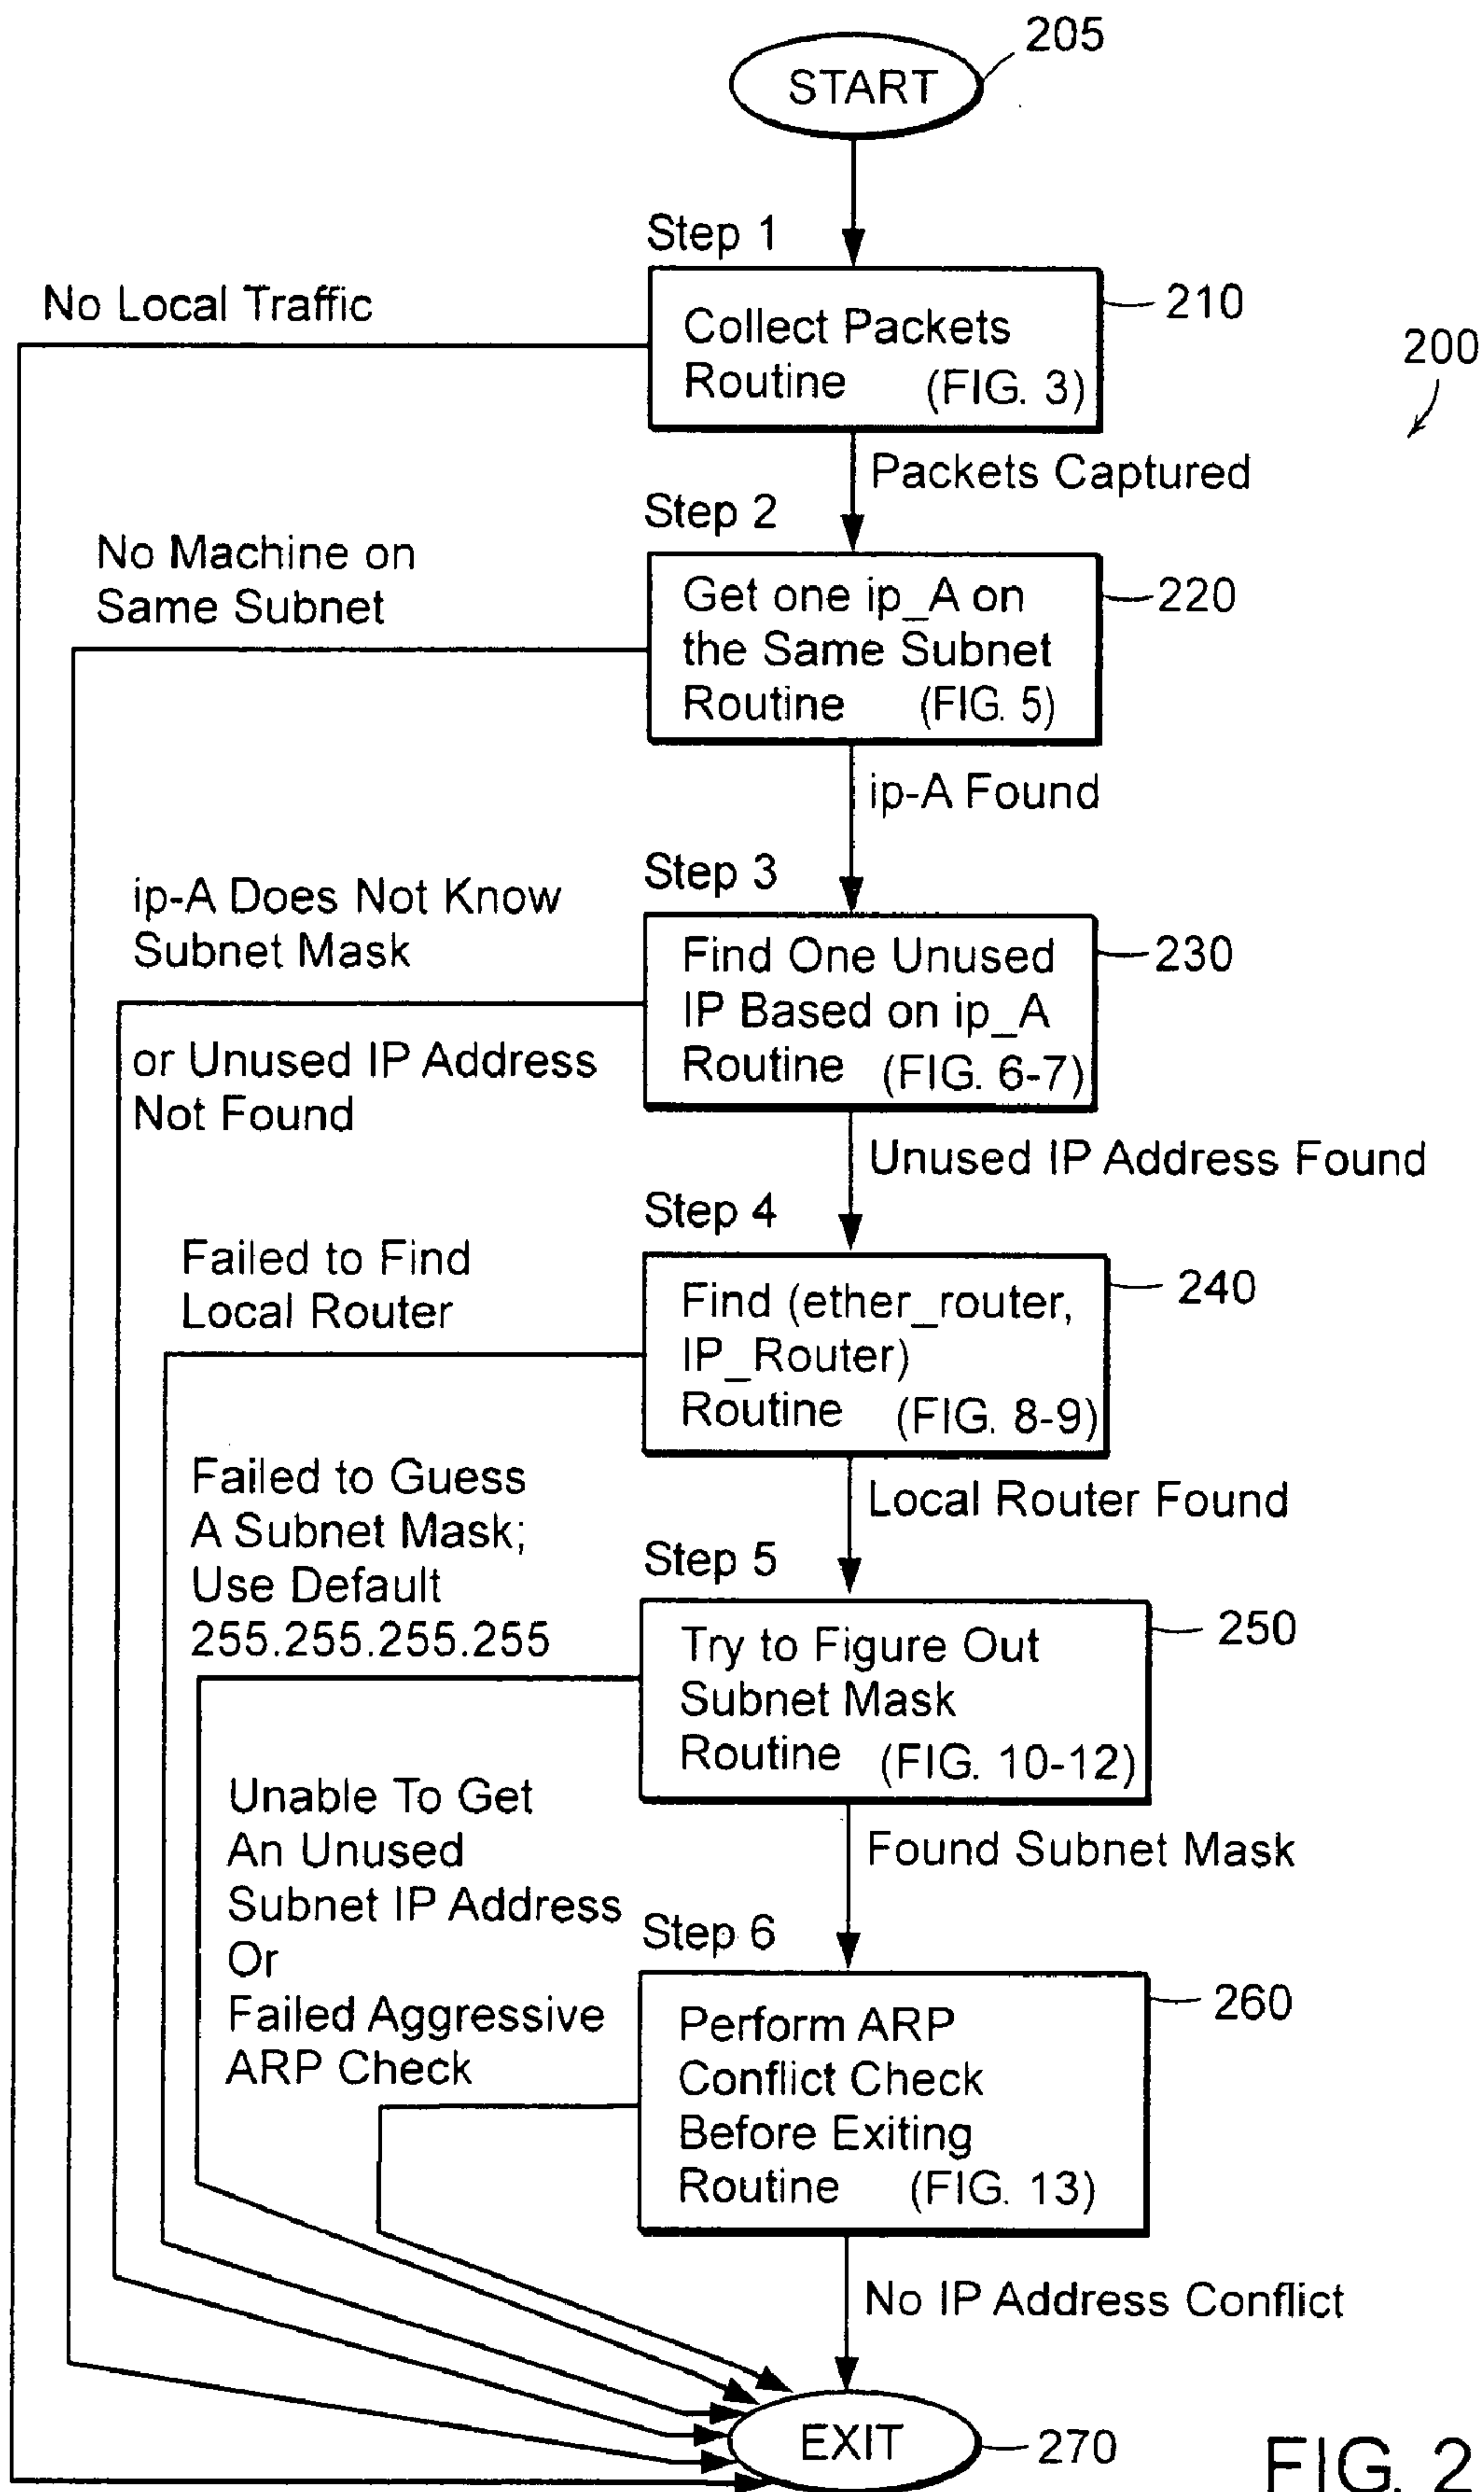 205
START
Step 1
No Local Traffic
210
Collect Packets
Routine (FIG. 3)
200
Packets Captured
Step 2
No Machine on
Same Subnet
Get one ip_A on
the Same Subnet
Routine (FIG. 5)
220
ip-A Found
Step 3
ip-A Does Not Know
Subnet Mask
or Unused IP Address
Not Found
Find One Unused
IP Based on ip_A
Routine (FIG. 6-7)
230
Unused IP Address Found
Step 4
Failed to Find
Local Router
Find (ether_router,
IP_Router)
Routine (FIG. 8-9)
240
Local Router Found
Failed to Guess
A Subnet Mask;
Use Default
255.255.255.255
Step 5
Try to Figure Out
Subnet Mask
Routine (FIG. 10-12)
250
Found Subnet Mask
Unable To Get
An Unused
Subnet IP Address
Or
Failed Aggressive
ARP Check
Step 6
Perform ARP
Conflict Check
Before Exiting
Routine (FIG. 13)
260
No IP Address Conflict
EXIT
270
FIG. 2